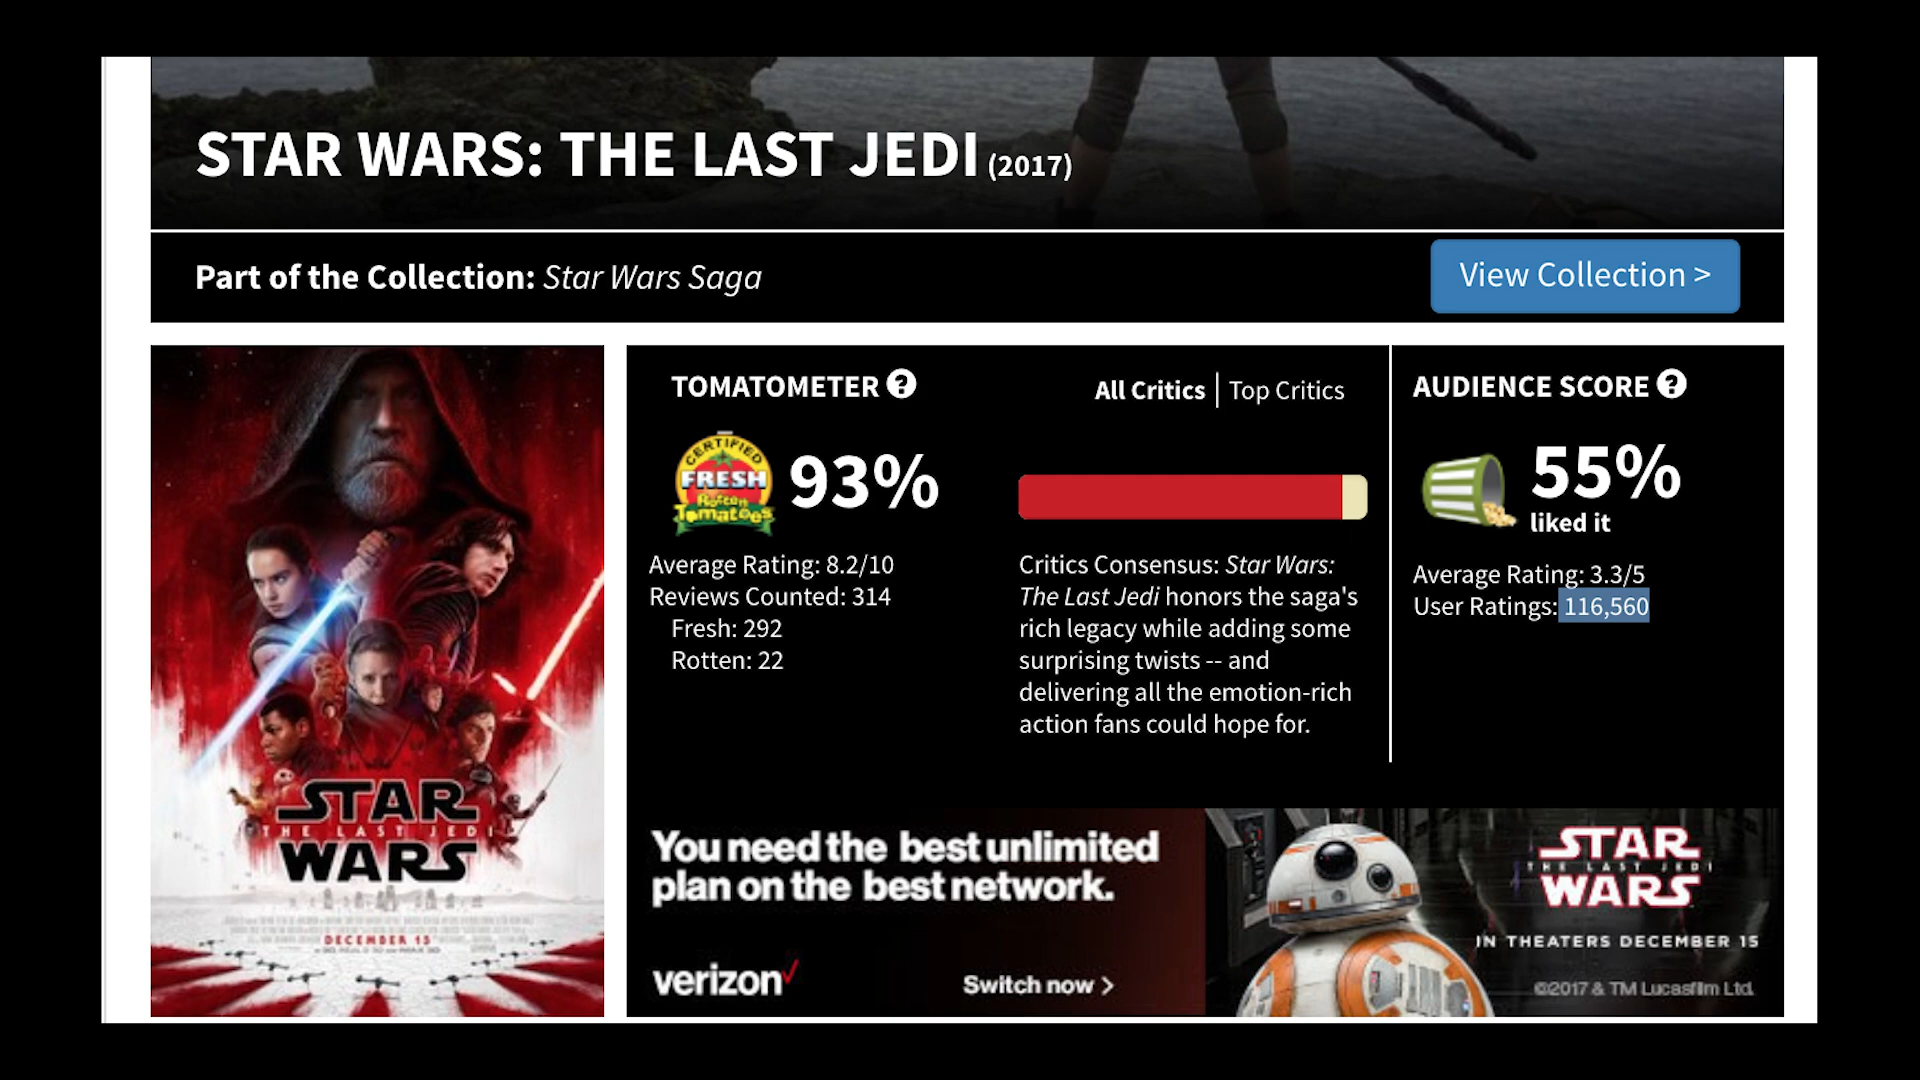 STAR WARS: THE LAST JEDI (2017)
Part of the Collection: Star Wars Saga
View Collection >
STAR
THE LAST JEDI
WARS
DECEMBER 15
TOMATOMETER ?
All Critics | Top Critics
CERTIFIED
FRESH
Rotten
Tomatoes
93%
Average Rating: 8.2/10
Reviews Counted: 314
Fresh: 292
Rotten: 22
Critics Consensus: Star Wars:
The Last Jedi honors the saga's
rich legacy while adding some
surprising twists -- and
delivering all the emotion-rich
action fans could hope for.
AUDIENCE SCORE ?
55%
liked it
Average Rating: 3.3/5
User Ratings: 116,560
You need the best unlimited
plan on the best network.
verizon
Switch now >
STAR
THE LAST JEDI
WARS
IN THEATERS DECEMBER 15
©2017 & TM Lucasfilm Ltd.